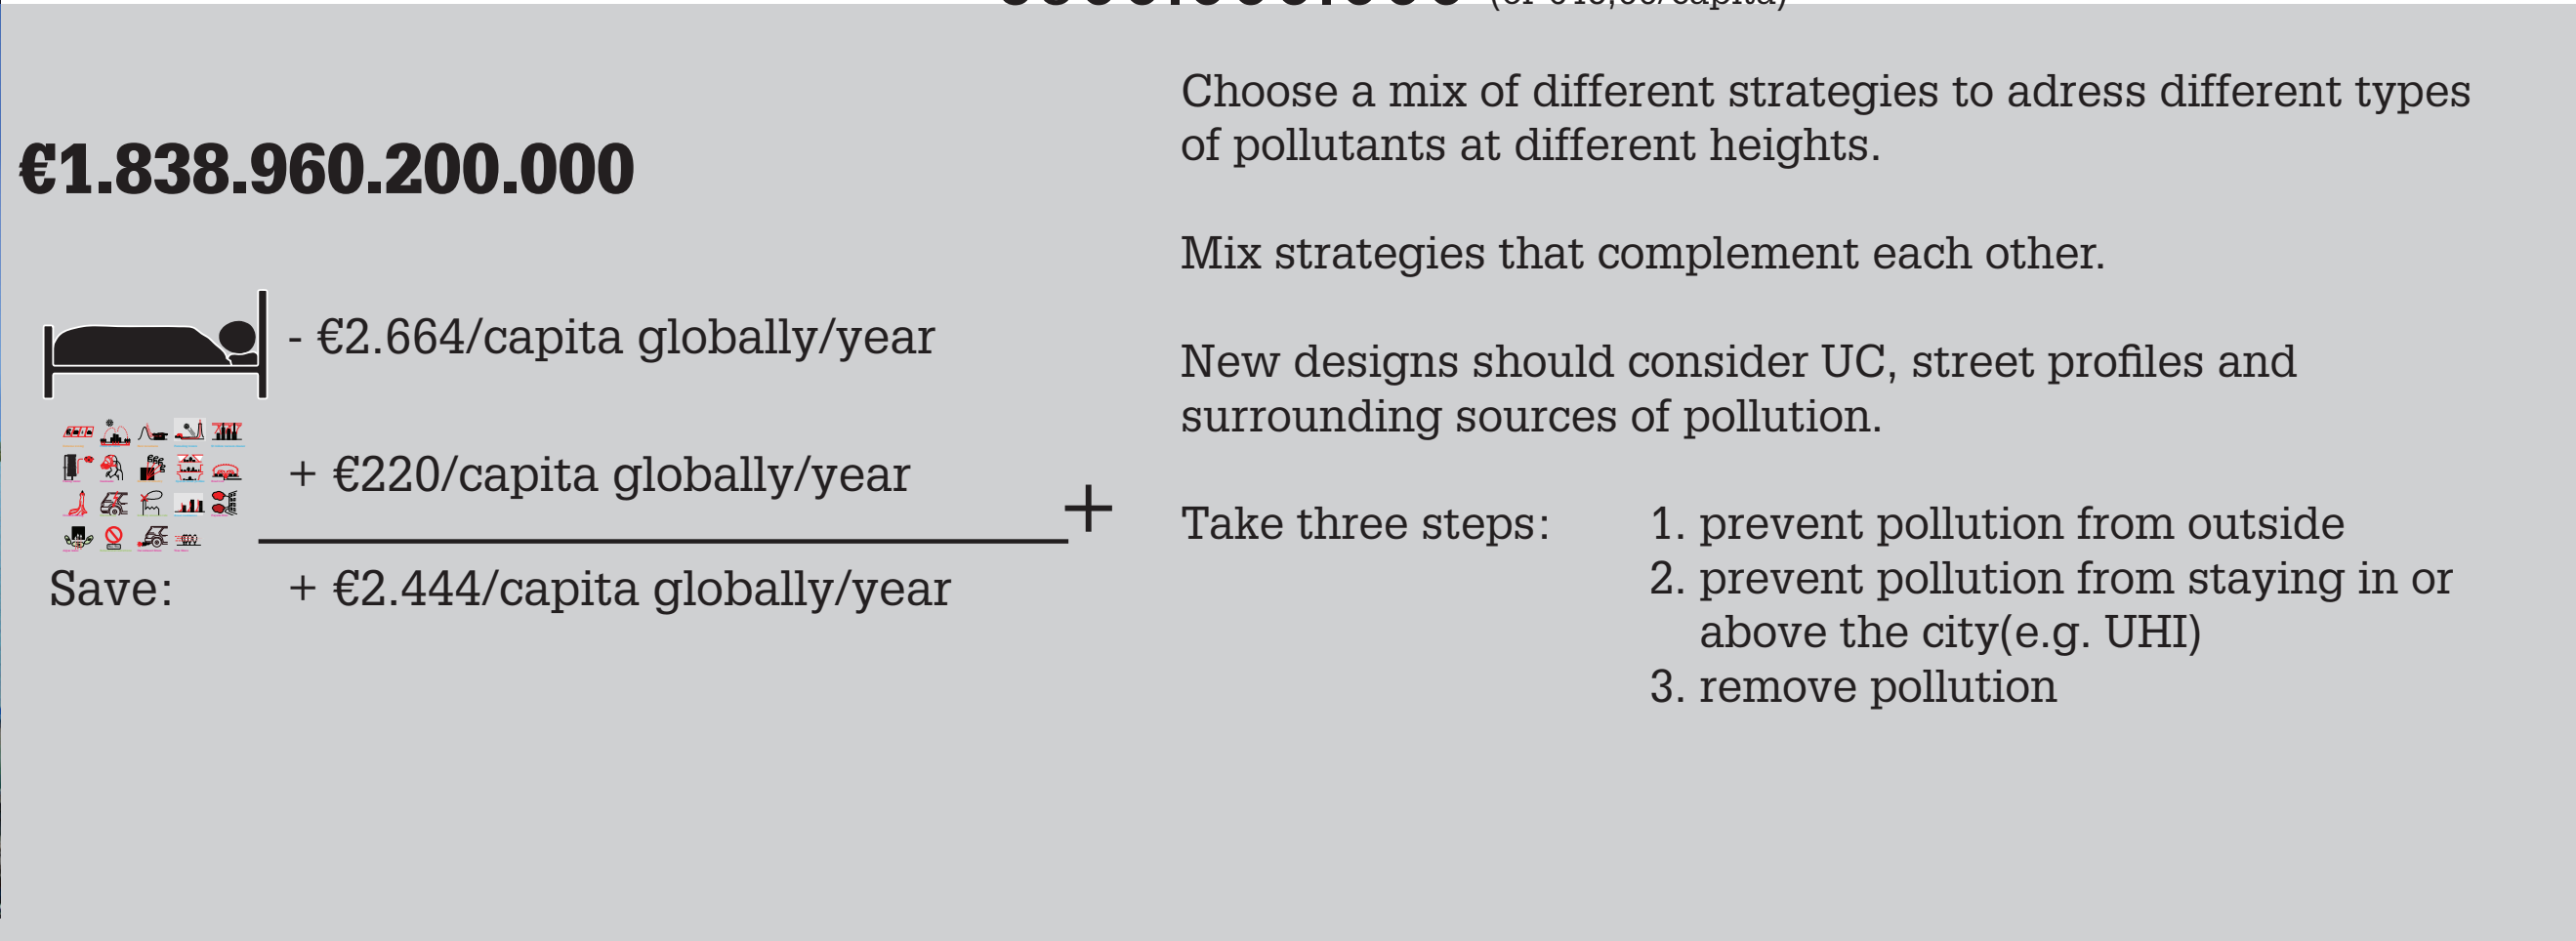 €1.838.960.200.000
- €2.664/capita globally/year
+ €220/capita globally/year
+
Save: + €2.444/capita globally/year
Choose a mix of different strategies to adress different types
of pollutants at different heights.
Mix strategies that complement each other.
New designs should consider UC, street profiles and
surrounding sources of pollution.
Take three steps: 1. prevent pollution from outside
2. prevent pollution from staying in or
above the city(e.g. UHI)
3. remove pollution